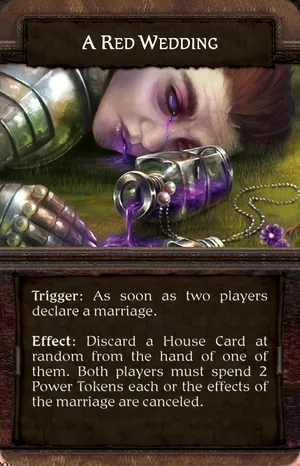 A Red Wedding
Trigger: As soon as two players
declare a marriage.
Effect: Discard a House Card at
random from the hand of one of
them. Both players must spend 2
Power Tokens each or the effects of
the marriage are canceled.